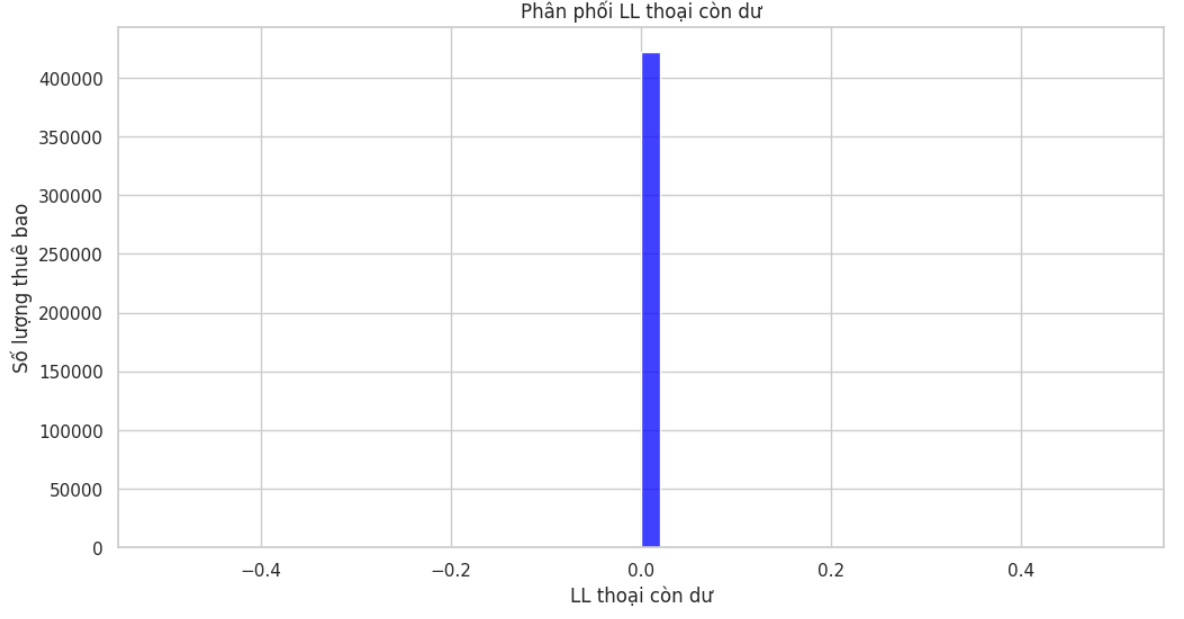 Phân phối LL thoại còn dư
400000
350000
300000
250000
200000
150000
100000
50000
0
Số lượng thuê bao
−0.4 −0.2 0.0 0.2 0.4
LL thoại còn dư